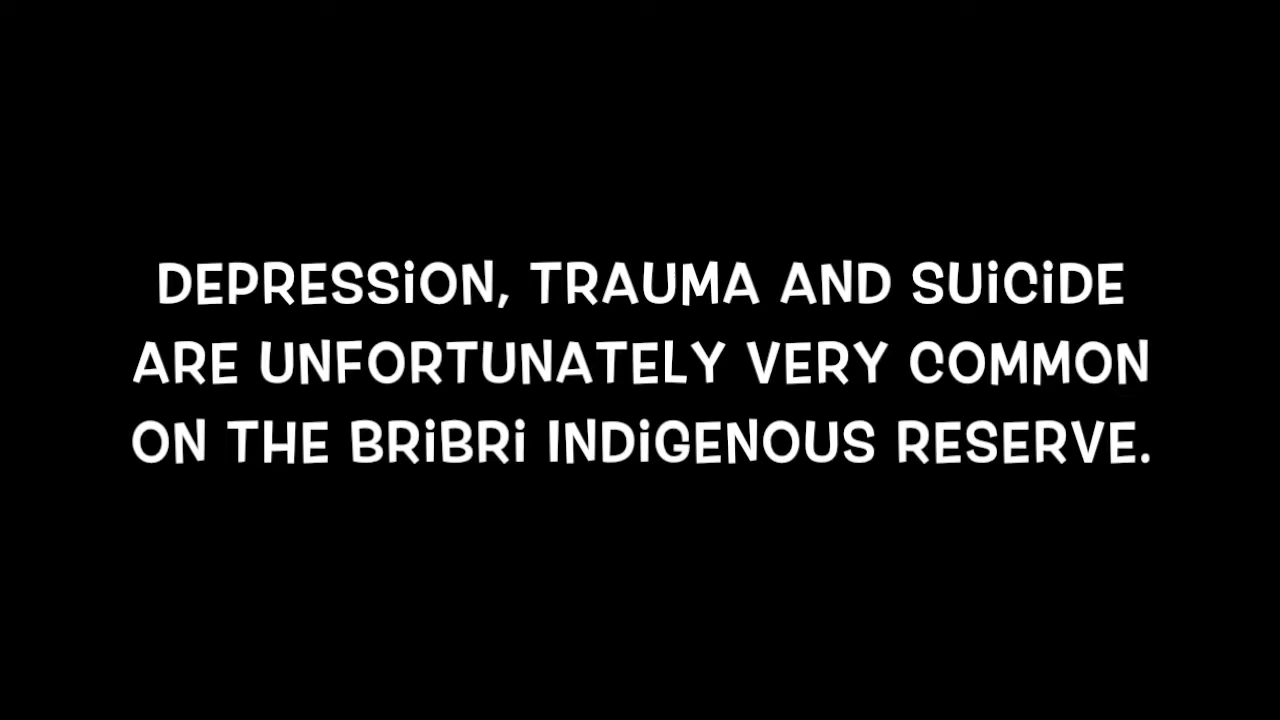 DEPRESSiON, TRAUMA AND SUiCiDE
ARE UNFORTUNATELY VERY COMMON
ON THE BRiBRi INDiGENOUS RESERVE.